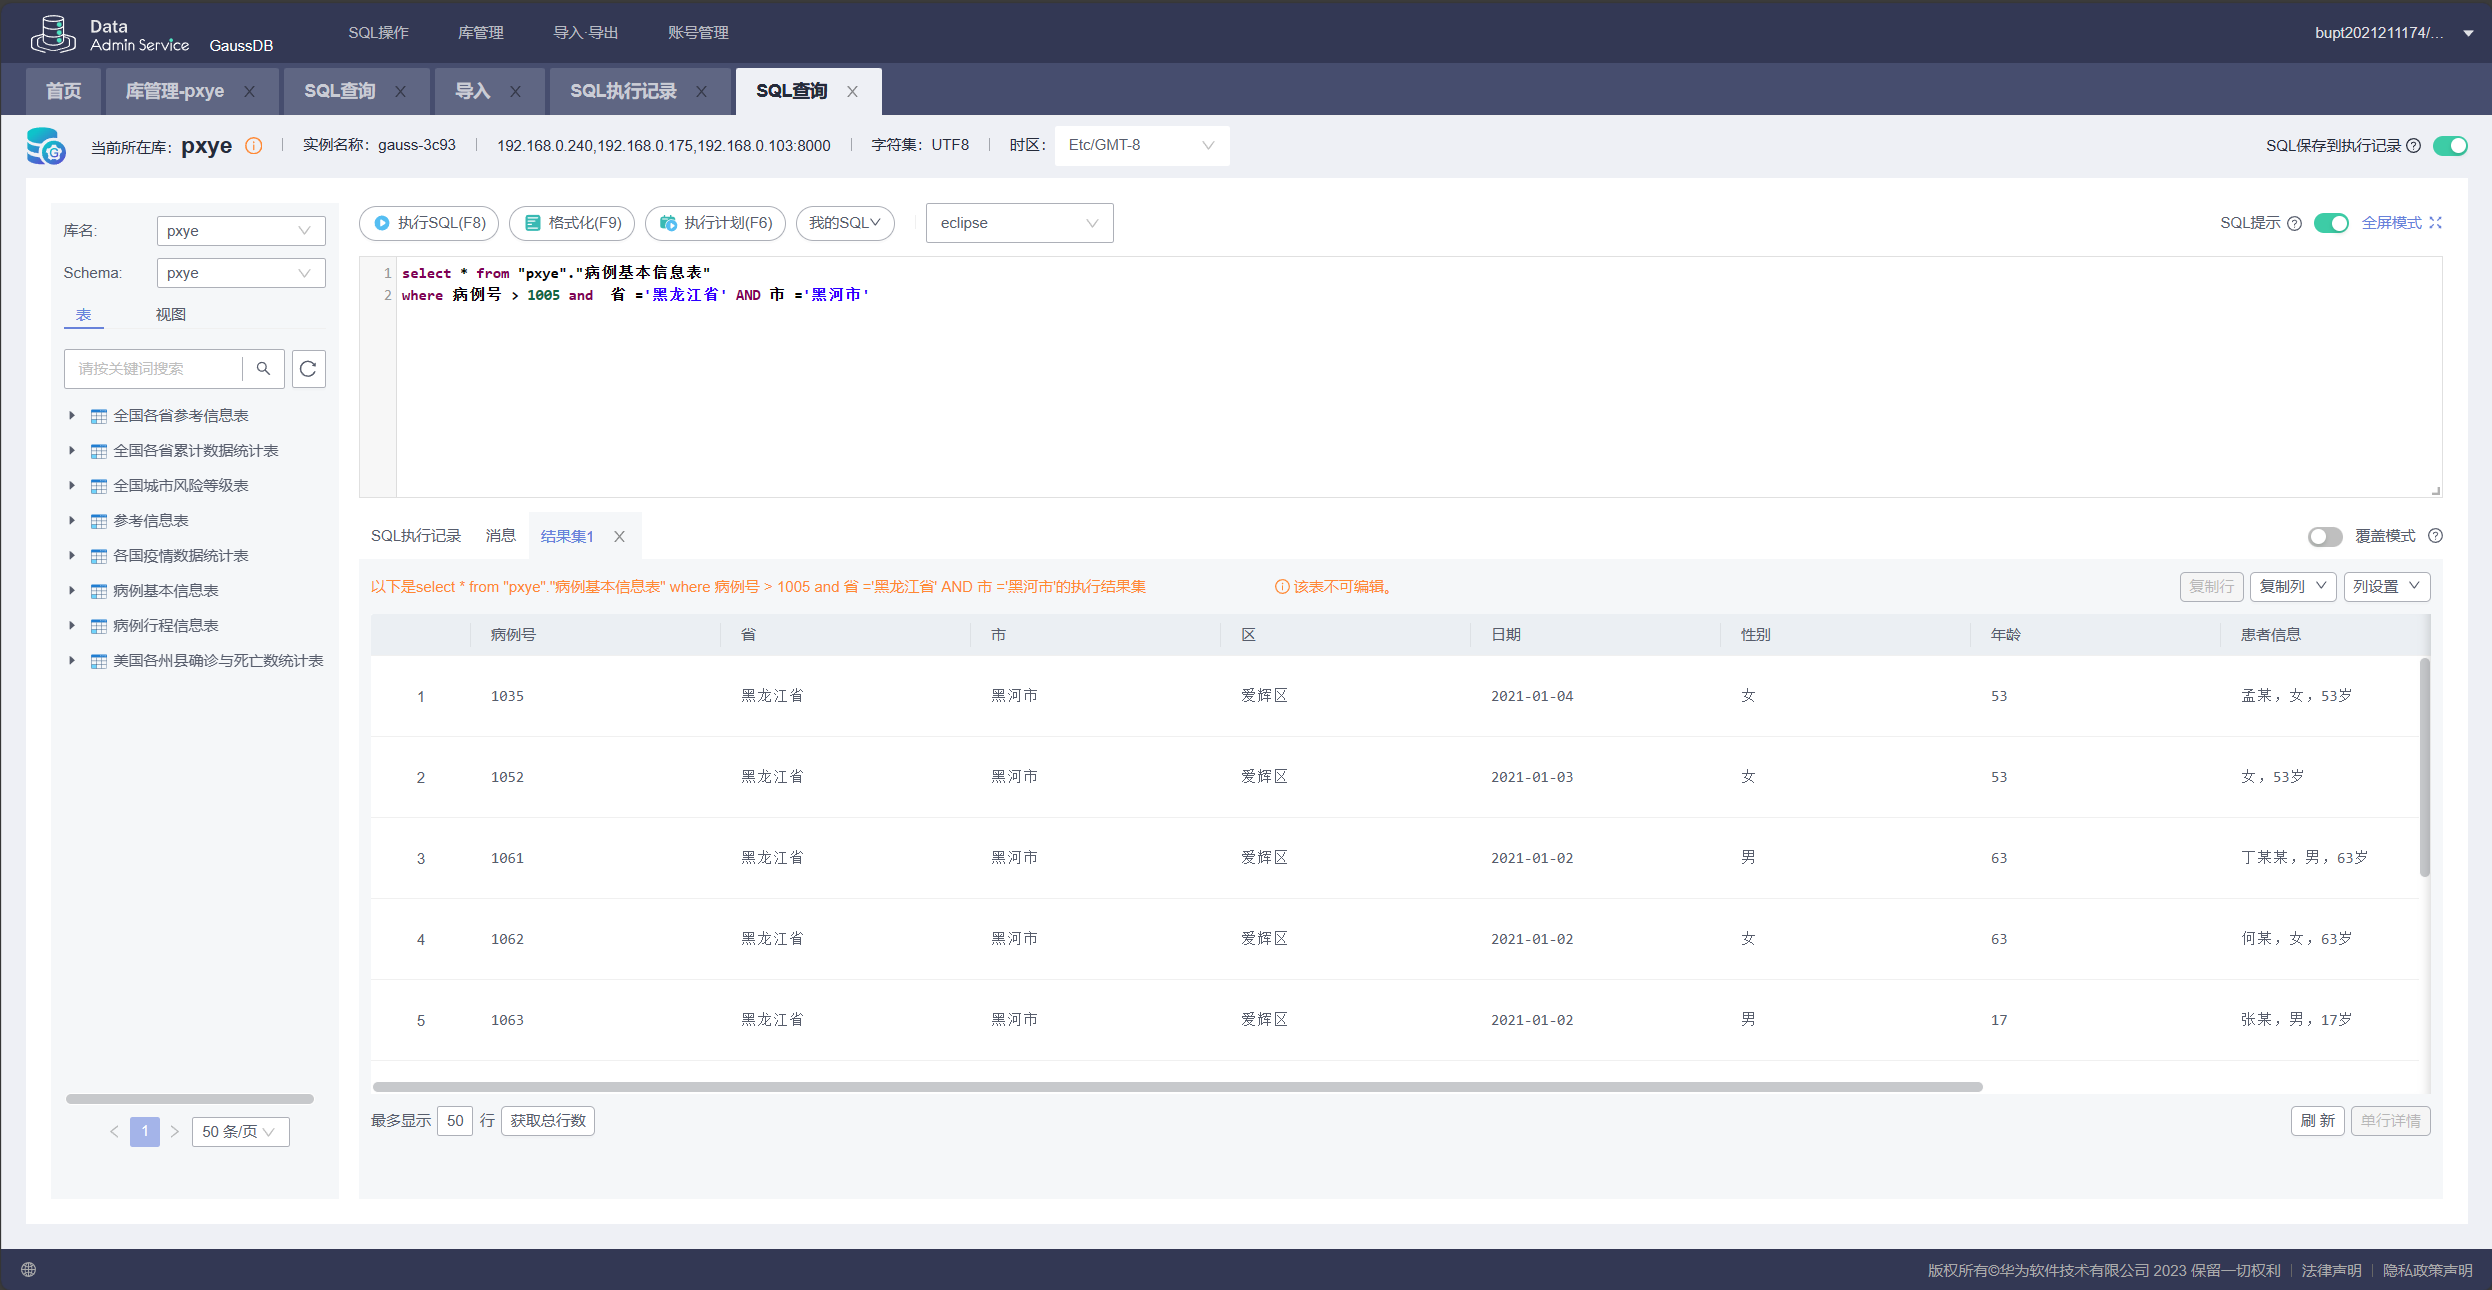 Data
Admin Service GaussDB SQL操作 库管理 导入·导出 账号管理 bupt2021211174/...
首页 库管理-pxye X SQL查询 X 导入 X SQL执行记录 X SQL查询 X
当前所在库: pxye 实例名称: gauss-3c93 192.168.0.240,192.168.0.175,192.168.0.103:8000 字符集: UTF8 时区: Etc/GMT-8 SQL保存到执行记录
库名: pxye 执行SQL(F8) 格式化(F9) 执行计划(F6) 我的SQL eclipse SQL提示 全屏模式
Schema: pxye
表 视图
1 select * from "pxye"."病例基本信息表"
2 where 病例号 > 1005 and 省 ='黑龙江省' AND 市 ='黑河市'
请按关键词搜索
全国各省参考信息表
全国各省累计数据统计表
全国城市风险等级表
参考信息表
各国疫情数据统计表
病例基本信息表
病例行程信息表
美国各州县确诊与死亡数统计表
< 1 > 50 条/页
SQL执行记录 消息 结果集1 X 覆盖模式
以下是select * from "pxye"."病例基本信息表" where 病例号 > 1005 and 省 ='黑龙江省' AND 市 ='黑河市'的执行结果集 该表不可编辑。 复制行 复制列 列设置
病例号 省 市 区 日期 性别 年龄 患者信息
1 1035 黑龙江省 黑河市 爱辉区 2021-01-04 女 53 孟某，女，53岁
2 1052 黑龙江省 黑河市 爱辉区 2021-01-03 女 53 女，53岁
3 1061 黑龙江省 黑河市 爱辉区 2021-01-02 男 63 丁某某，男，63岁
4 1062 黑龙江省 黑河市 爱辉区 2021-01-02 女 63 何某，女，63岁
5 1063 黑龙江省 黑河市 爱辉区 2021-01-02 男 17 张某，男，17岁
最多显示 50 行 获取总行数 刷 新 单行详情
版权所有©华为软件技术有限公司 2023 保留一切权利 | 法律声明 | 隐私政策声明